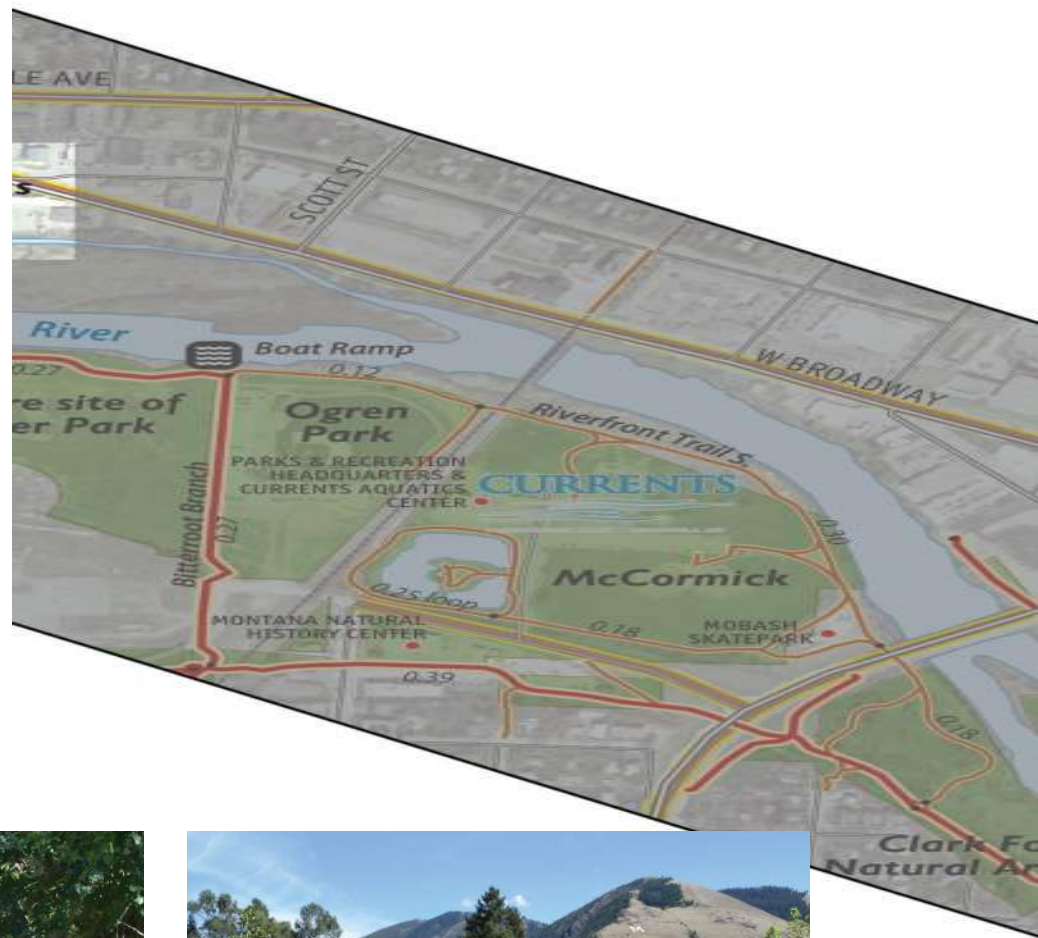 LE AVE
SCOTT ST
s
River
Boat Ramp
0.27
0.12
W BROADWAY
re site of
er Park
Ogren
Park
Riverfront Trail S.
PARKS & RECREATION
HEADQUARTERS &
CURRENTS AQUATICS
CENTER
CURRENTS
Bitterroot Branch
0.27
0.30
McCormick
0.25 loop
MONTANA NATURAL
HISTORY CENTER
0.18
MOBASH
SKATEPARK
0.39
0.18
Clark Fo
Natural Ar